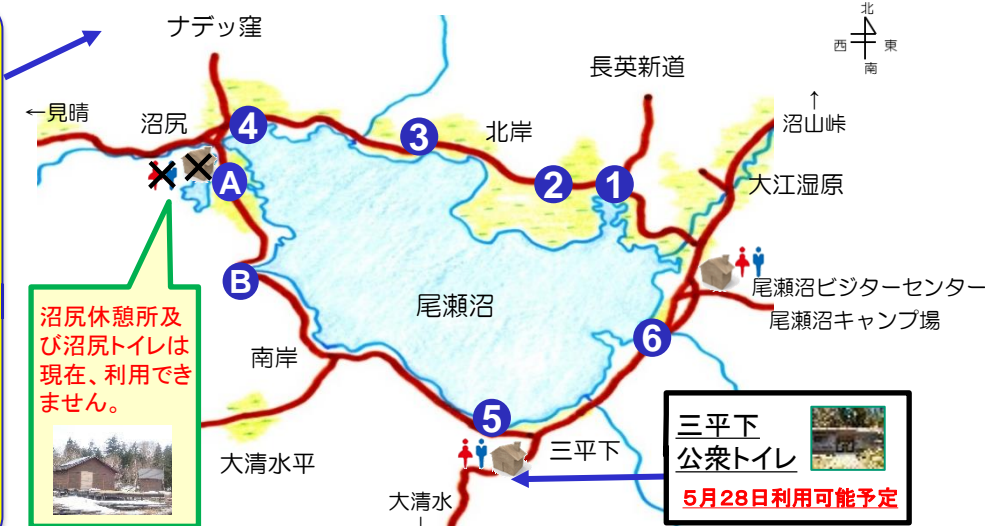 ナデッ窪
北
西 東
南
長英新道
←見晴
沼尻
4
3
北岸
↑
沼山峠
A
2
1
大江湿原
B
尾瀬沼
尾瀬沼ビジターセンター
尾瀬沼キャンプ場
沼尻休憩所及
び沼尻トイレは
現在、利用でき
ません。
南岸
6
5
大清水平
三平下
大清水
↓
三平下
公衆トイレ
5月28日利用可能予定